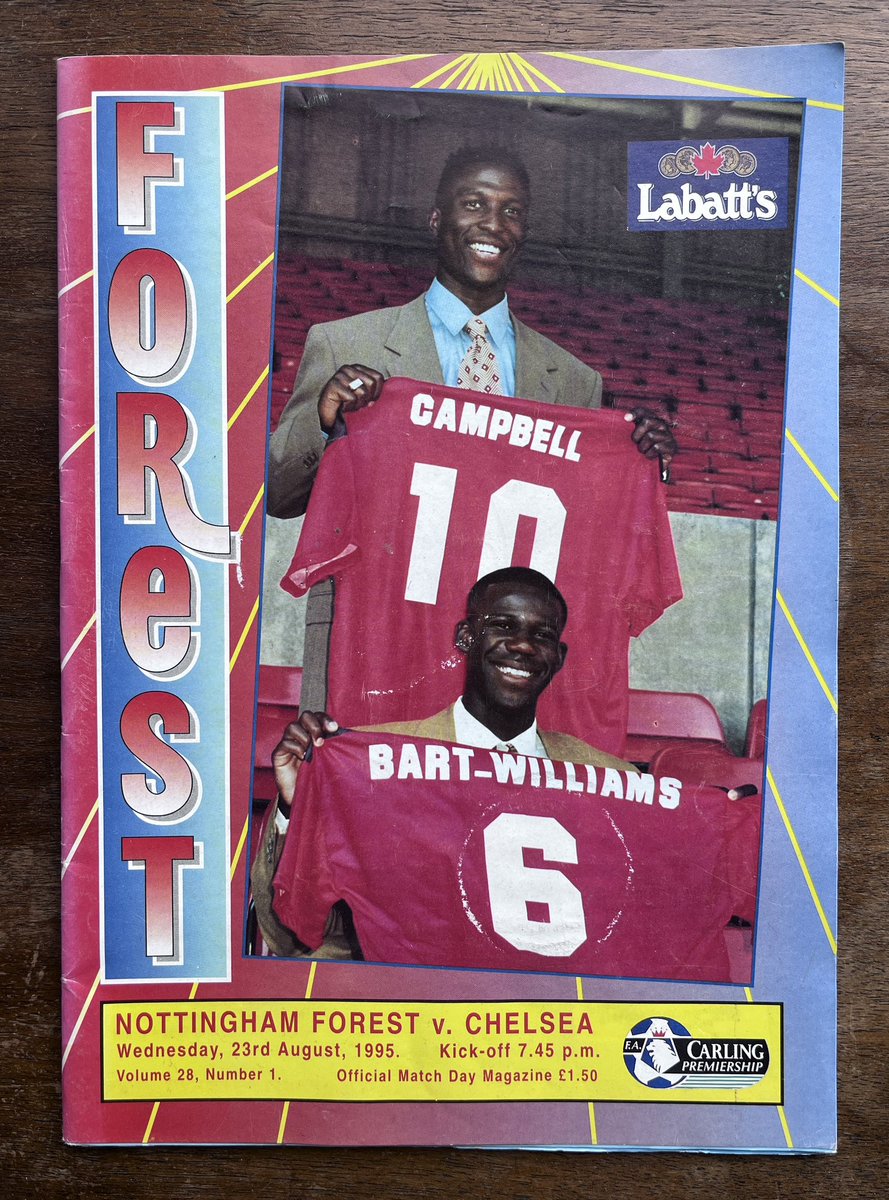 FOReST
Labatt's
CAMPBELL
10
BART-WILLIAMS
6
NOTTINGHAM FOREST v. CHELSEA
Wednesday, 23rd August, 1995. Kick-off 7.45 p.m.
Volume 28, Number 1. Official Match Day Magazine £1.50
F.A. CARLING
PREMIERSHIP